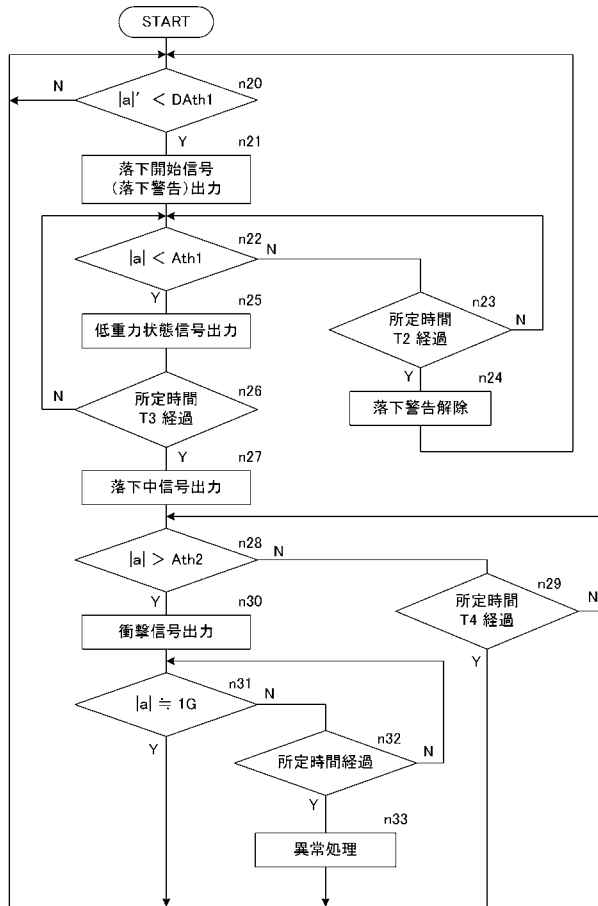 START
n20
N
|a|′ < DAth1
Y
n21
落下開始信号
(落下警告)出力
n22
N
|a| < Ath1
Y
n23
所定時間
T2 経過
N
Y
n24
落下警告解除
n25
低重力状態信号出力
n26
N
所定時間
T3 経過
Y
n27
落下中信号出力
n28
N
|a| > Ath2
Y
n29
所定時間
T4 経過
N
Y
n30
衝撃信号出力
n31
N
|a| ≒ 1G
Y
n32
所定時間経過
N
Y
n33
異常処理